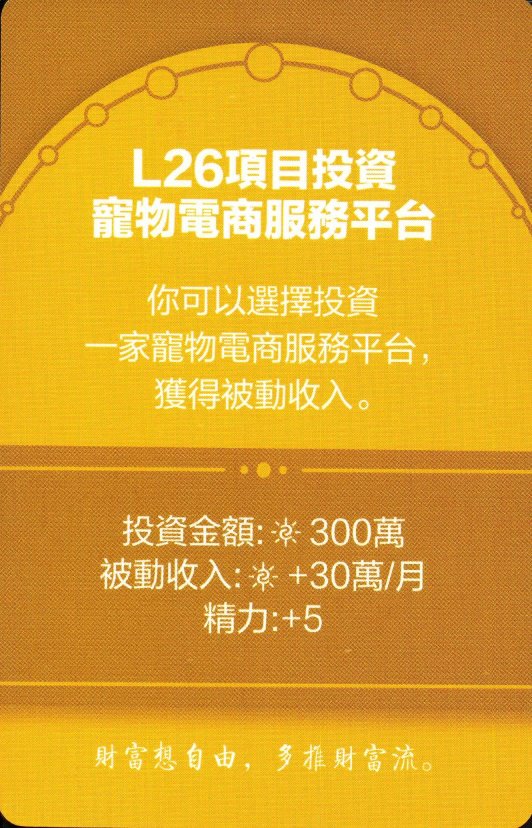 L26項目投資
寵物電商服務平台
你可以選擇投資
一家寵物電商服務平台，
獲得被動收入。
投資金額: 300萬
被動收入: +30萬/月
精力:+5
財富想自由，多推財富流。